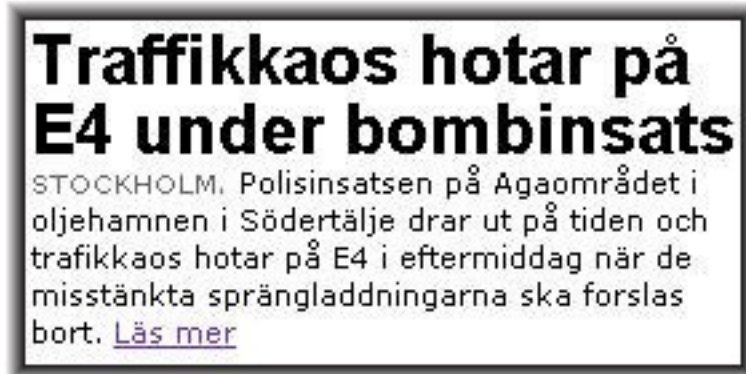 Traffikkaos hotar på
E4 under bombinsats
STOCKHOLM. Polisinsatsen på Agaområdet i
oljehamnen i Södertälje drar ut på tiden och
trafikkaos hotar på E4 i eftermiddag när de
misstänkta sprängladdningarna ska forslas
bort. Läs mer